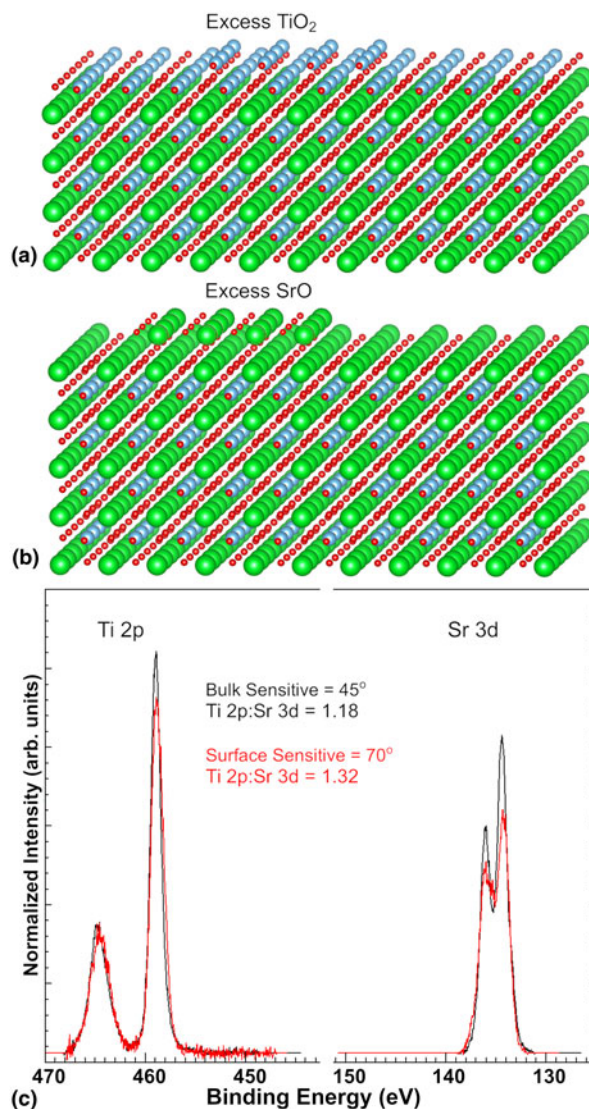 Excess TiO₂
(a)
Excess SrO
(b)
Ti 2p
Sr 3d
Bulk Sensitive = 45°
Ti 2p:Sr 3d = 1.18
Surface Sensitive = 70°
Ti 2p:Sr 3d = 1.32
Normalized Intensity (arb. units)
470 460 450 150 140 130
(c) Binding Energy (eV)